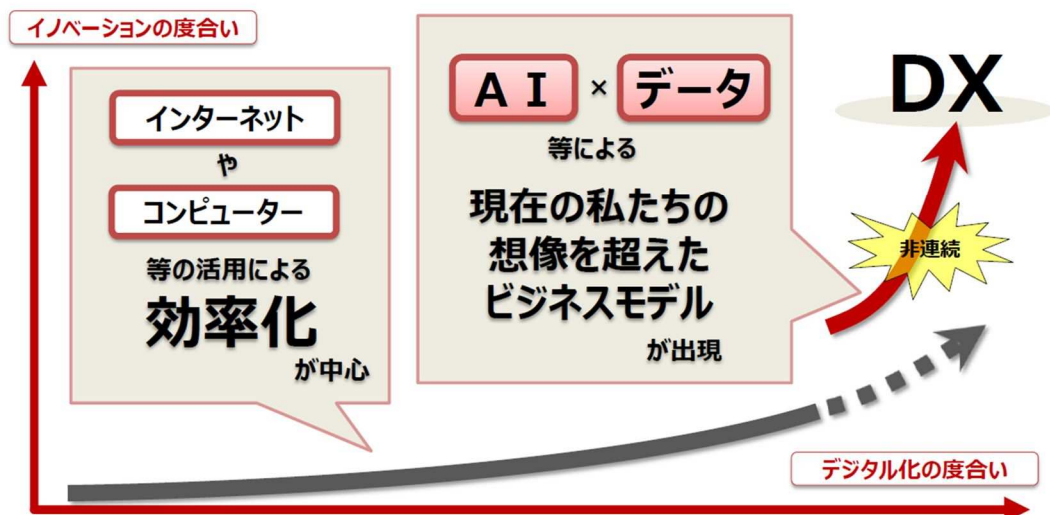 イノベーションの度合い
インターネット
や
コンピューター
等の活用による
効率化
が中心
ＡＩ × データ
等による
現在の私たちの
想像を超えた
ビジネスモデル
が出現
DX
非連続
デジタル化の度合い